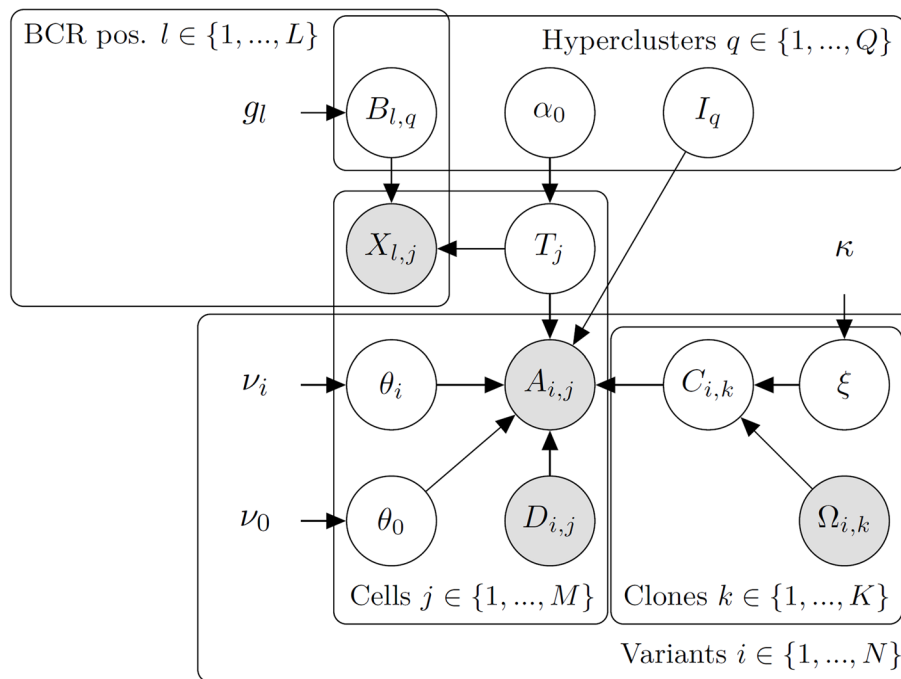 BCR pos. l ∈ {1, ..., L}
Hyperclusters q ∈ {1, ..., Q}
g_l
B_{l,q}
α_0
I_q
X_{l,j}
T_j
κ
ν_i
θ_i
A_{i,j}
C_{i,k}
ξ
ν_0
θ_0
D_{i,j}
Ω_{i,k}
Cells j ∈ {1, ..., M}
Clones k ∈ {1, ..., K}
Variants i ∈ {1, ..., N}